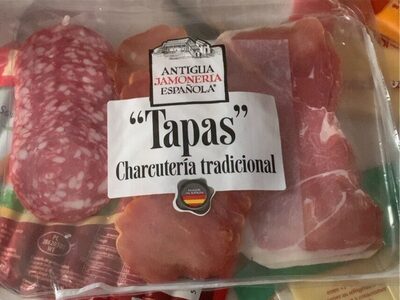 ANTIGUA
JAMONERIA
ESPAÑOLA
"Tapas"
Charcutería tradicional